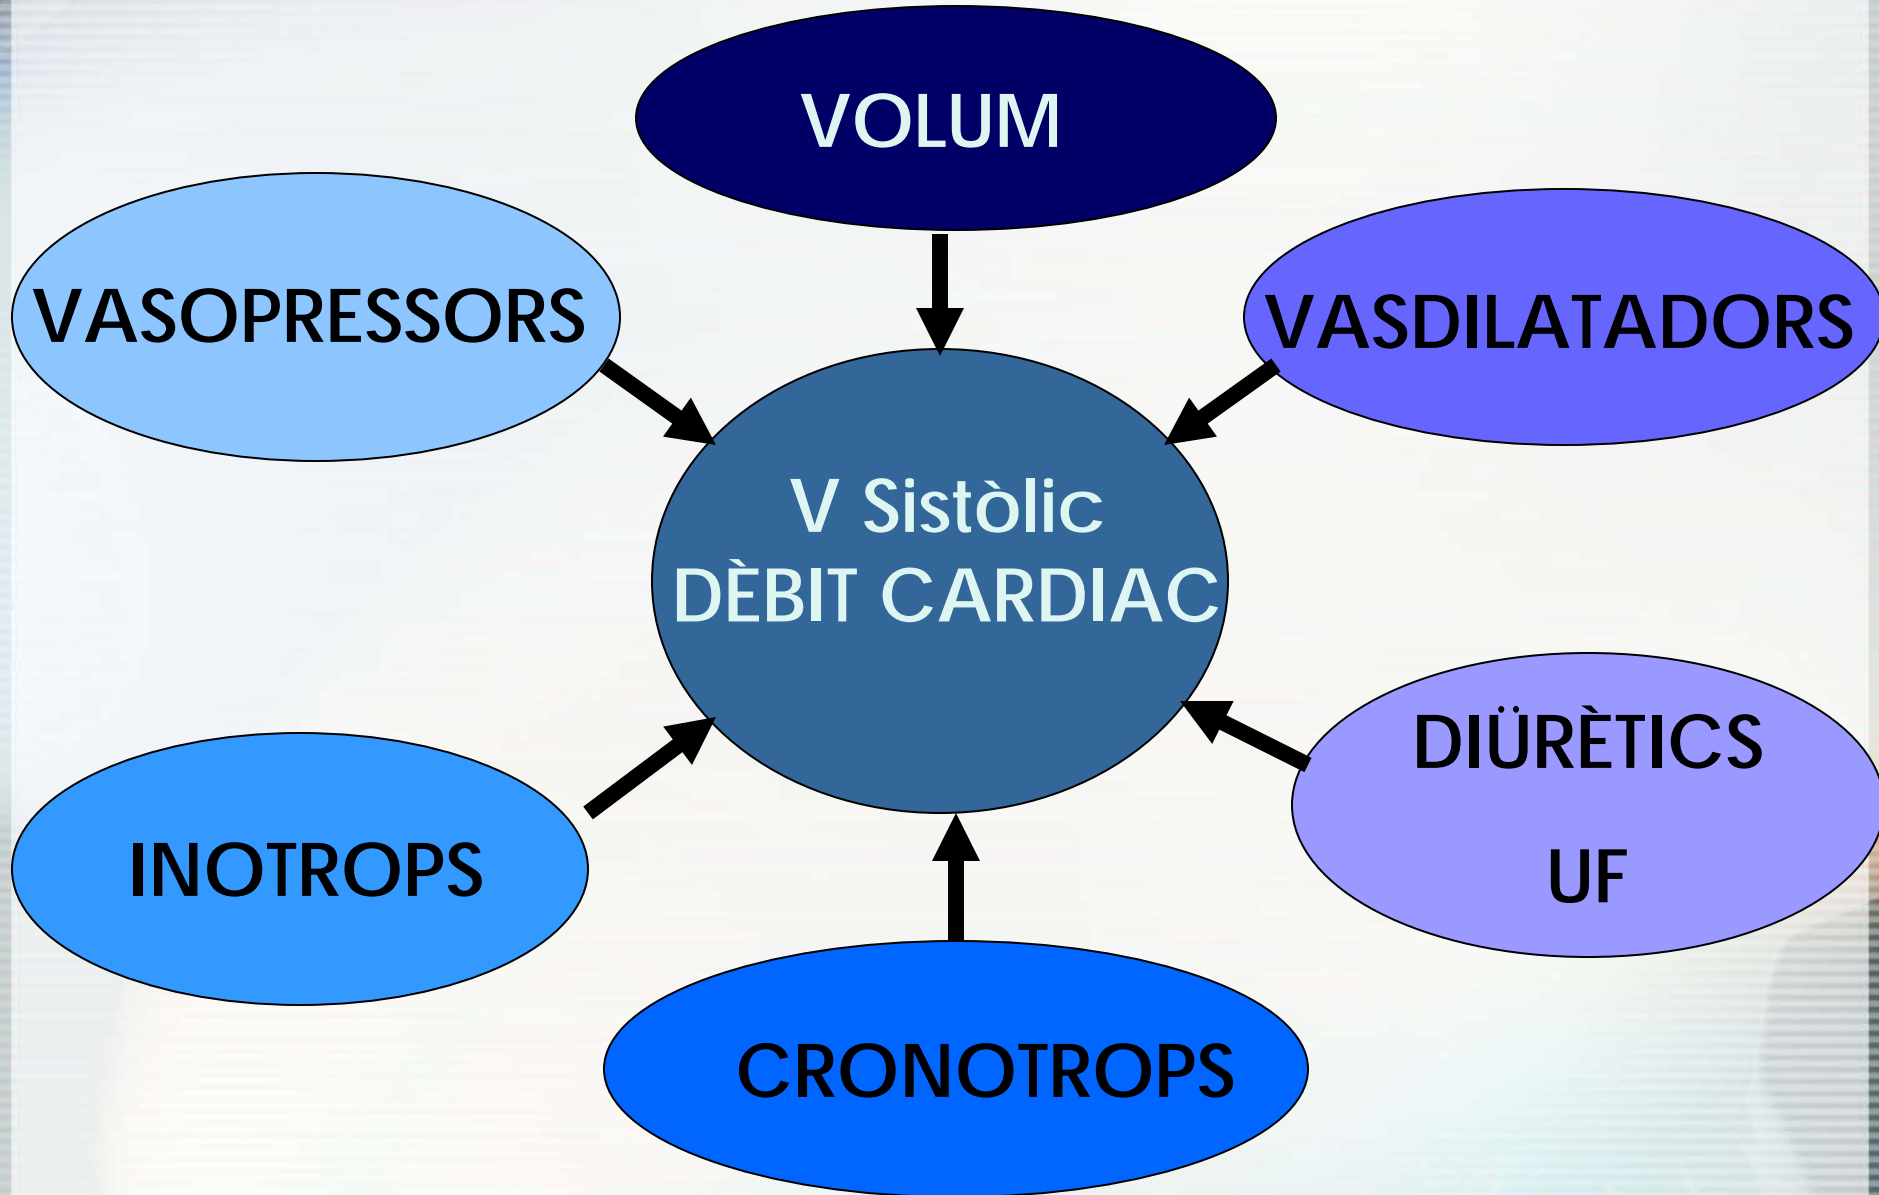 VOLUM
VASOPRESSORS
VASDILATADORS
V Sistòlic
DÈBIT CARDIAC
DIÜRÈTICS
UF
INOTROPS
CRONOTROPS